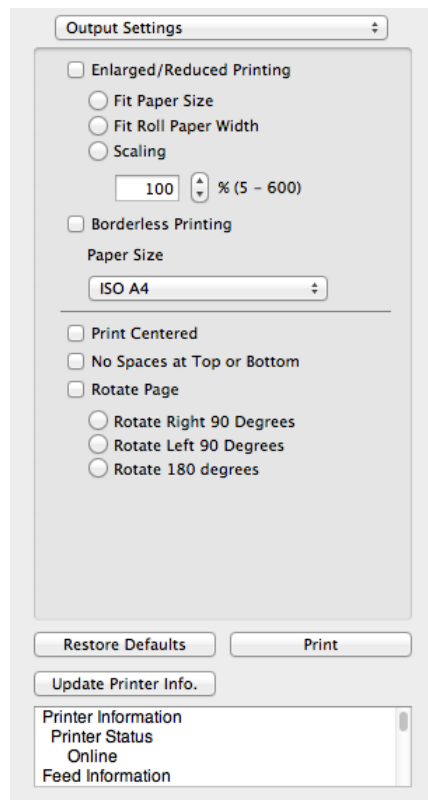 Output Settings
Enlarged/Reduced Printing
Fit Paper Size
Fit Roll Paper Width
Scaling
100 % (5 – 600)
Borderless Printing
Paper Size
ISO A4
Print Centered
No Spaces at Top or Bottom
Rotate Page
Rotate Right 90 Degrees
Rotate Left 90 Degrees
Rotate 180 degrees
Restore Defaults Print
Update Printer Info.
Printer Information
Printer Status
Online
Feed Information